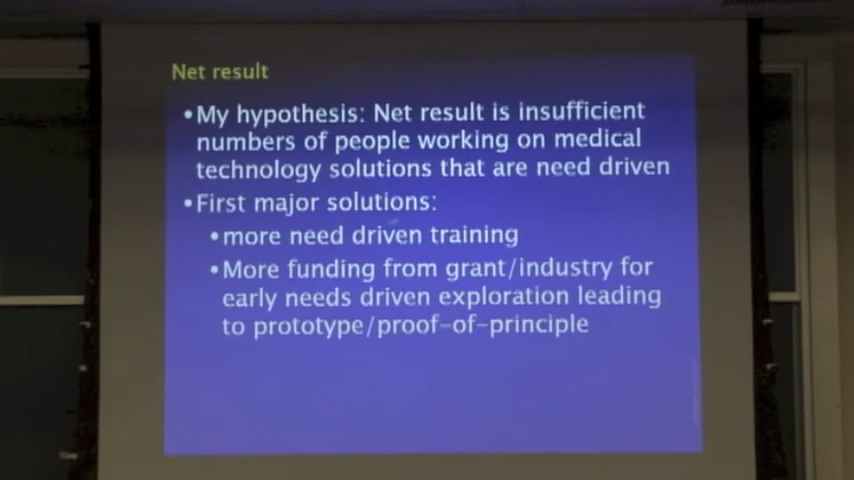 Net result
•My hypothesis: Net result is insufficient
numbers of people working on medical
technology solutions that are need driven
•First major solutions:
•more need driven training
•More funding from grant/industry for
early needs driven exploration leading
to prototype/proof-of-principle